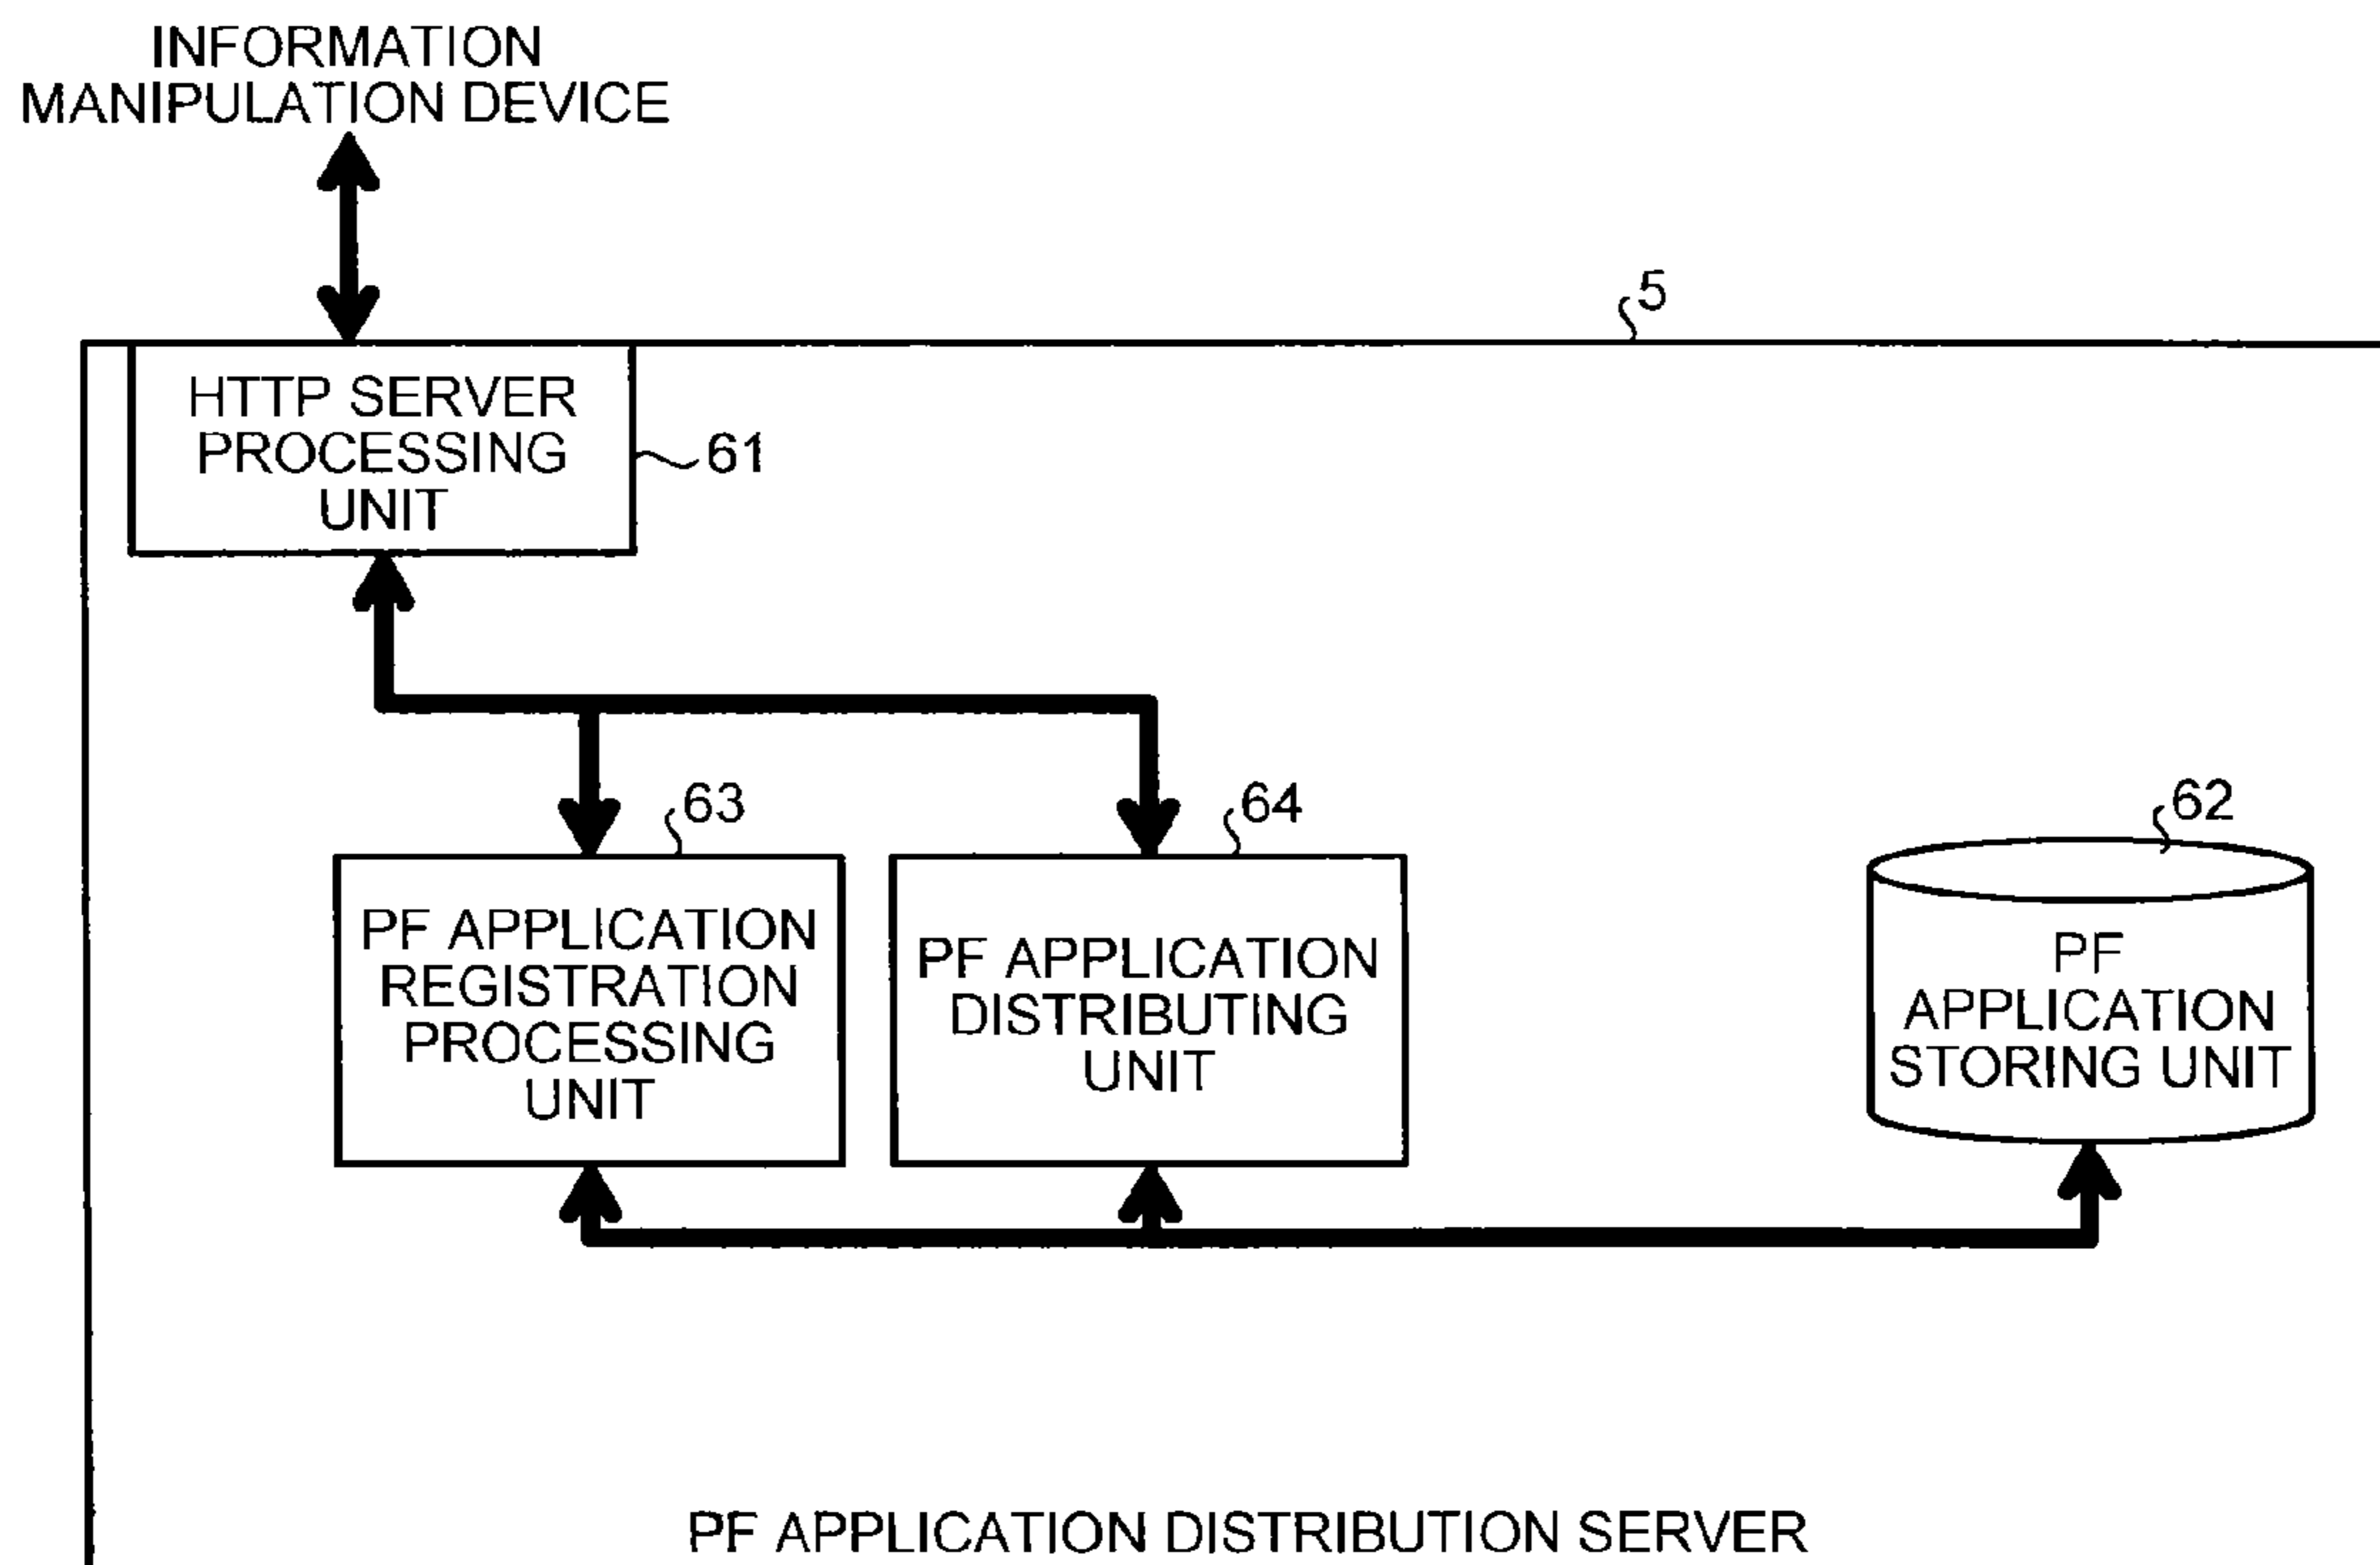 INFORMATION
MANIPULATION DEVICE
5
HTTP SERVER
PROCESSING
UNIT
61
63
64
62
PF APPLICATION
REGISTRATION
PROCESSING
UNIT
PF APPLICATION
DISTRIBUTING
UNIT
PF
APPLICATION
STORING UNIT
PF APPLICATION DISTRIBUTION SERVER